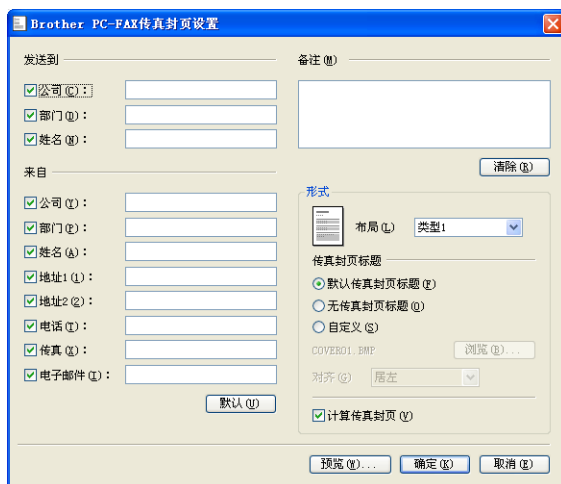 Brother PC-FAX传真封页设置
发送到
公司(C):
部门(D):
姓名(N):
来自
公司(Y):
部门(P):
姓名(A):
地址1(1):
地址2(2):
电话(T):
传真(X):
电子邮件(I):
默认(U)
备注(M)
清除(R)
形式
布局(L) 类型1
传真封页标题
默认传真封页标题(F)
无传真封页标题(O)
自定义(S)
COVER01.BMP 浏览(B)...
对齐(G) 居左
计算传真封页(V)
预览(W)... 确定(K) 取消(E)